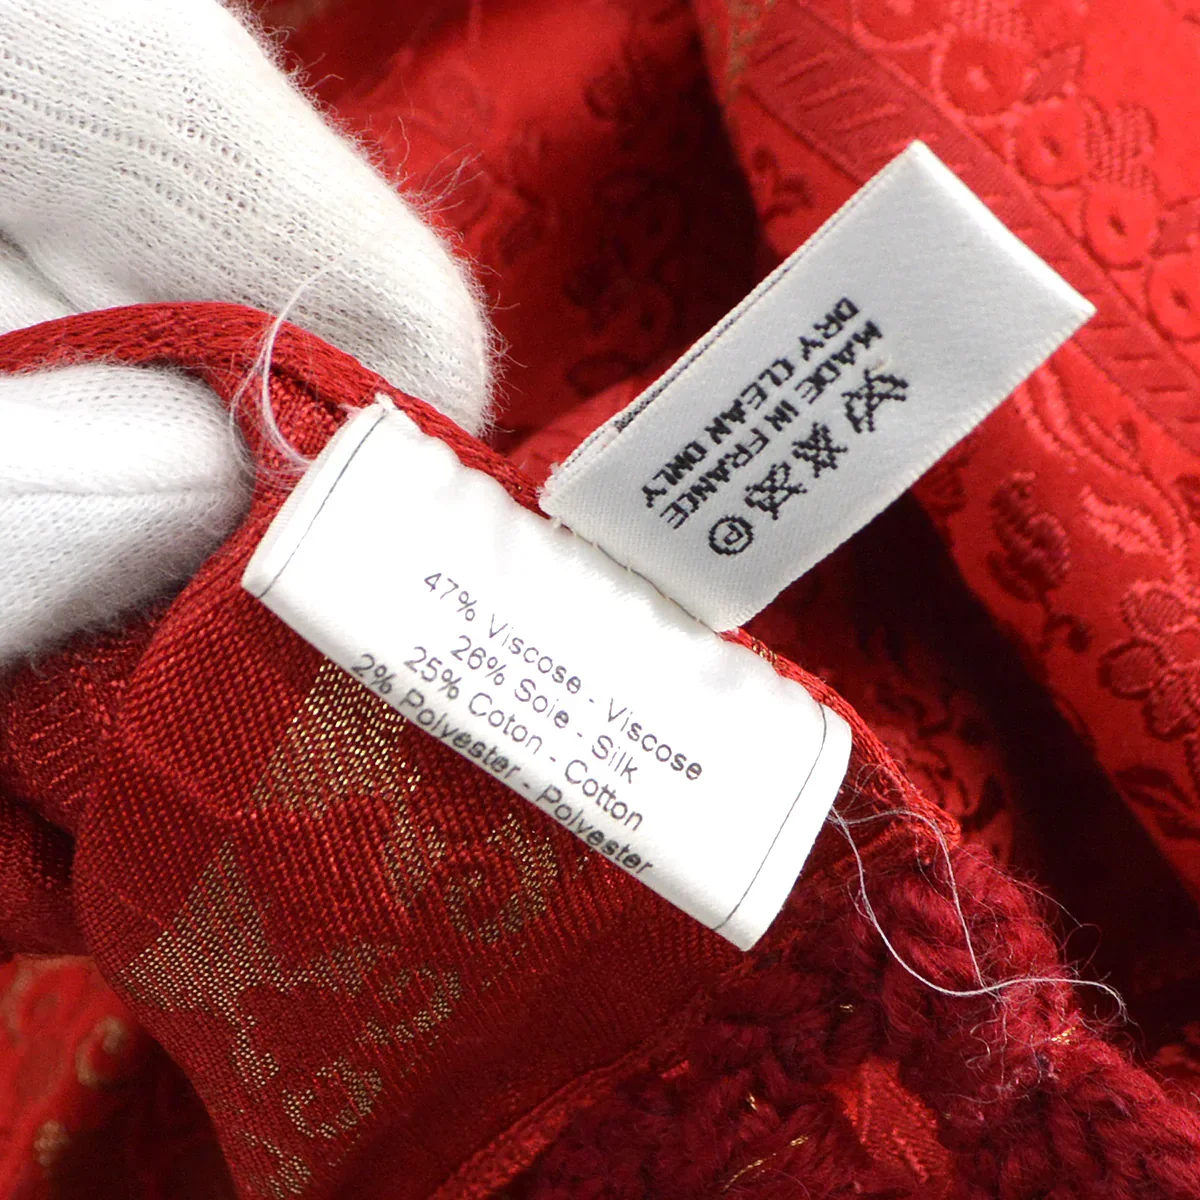 MADE IN FRANCE
DRY CLEAN ONLY
P
47% Viscose - Viscose
26% Soie - Silk
25% Coton - Cotton
2% Polyester - Polyester